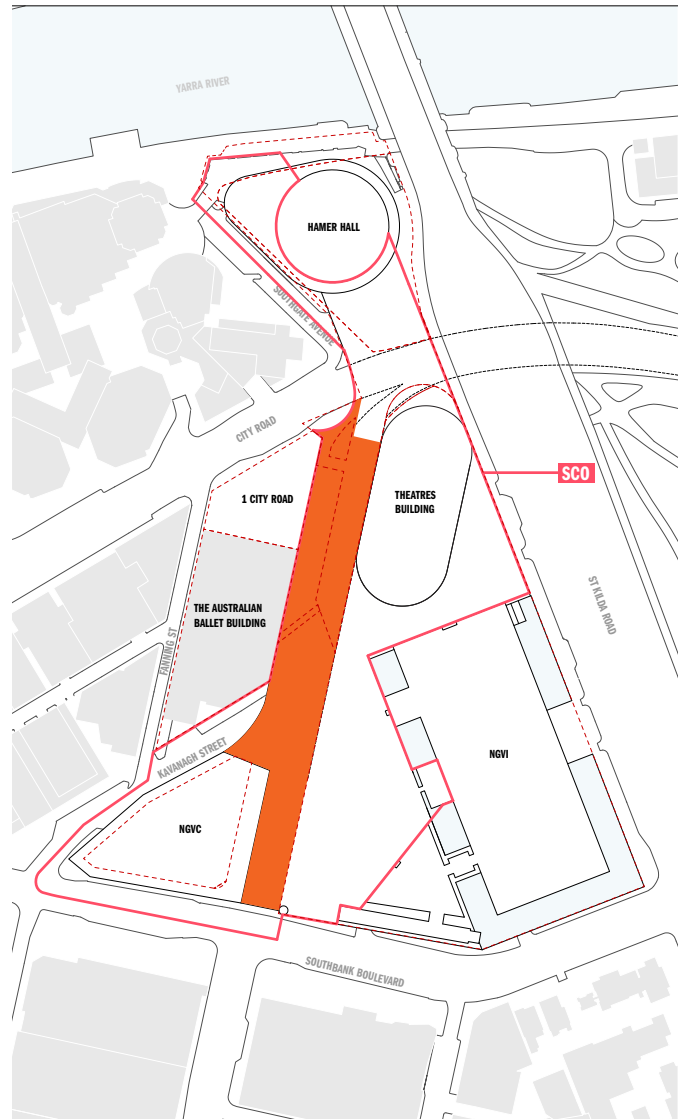 YARRA RIVER
HAMER HALL
SOUTHGATE AVENUE
CITY ROAD
SCO
1 CITY ROAD
THEATRES
BUILDING
THE AUSTRALIAN
BALLET BUILDING
ST KILDA ROAD
FANNING ST
KAVANAGH STREET
NGVI
NGVC
SOUTHBANK BOULEVARD